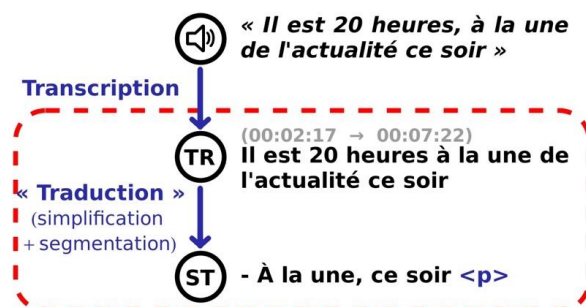 « Il est 20 heures, à la une
de l'actualité ce soir »
Transcription
(00:02:17 → 00:07:22)
TR
Il est 20 heures à la une de
l'actualité ce soir
« Traduction »
(simplification
+ segmentation)
ST
- À la une, ce soir <p>